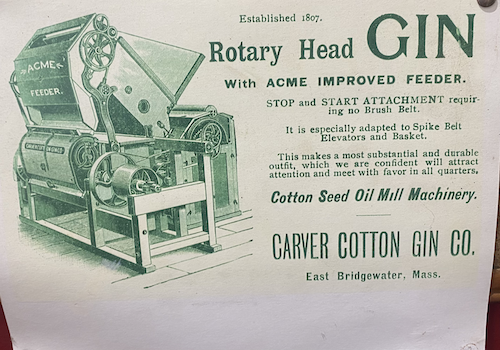 Established 1807.
Rotary Head GIN
With ACME IMPROVED FEEDER.
STOP and START ATTACHMENT requir-
ing no Brush Belt.
It is especially adapted to Spike Belt
Elevators and Basket.
This makes a most substantial and durable
outfit, which we are confident will attract
attention and meet with favor in all quarters.
Cotton Seed Oil Mill Machinery.
CARVER COTTON GIN CO.
East Bridgewater, Mass.
ACME
FEEDER.